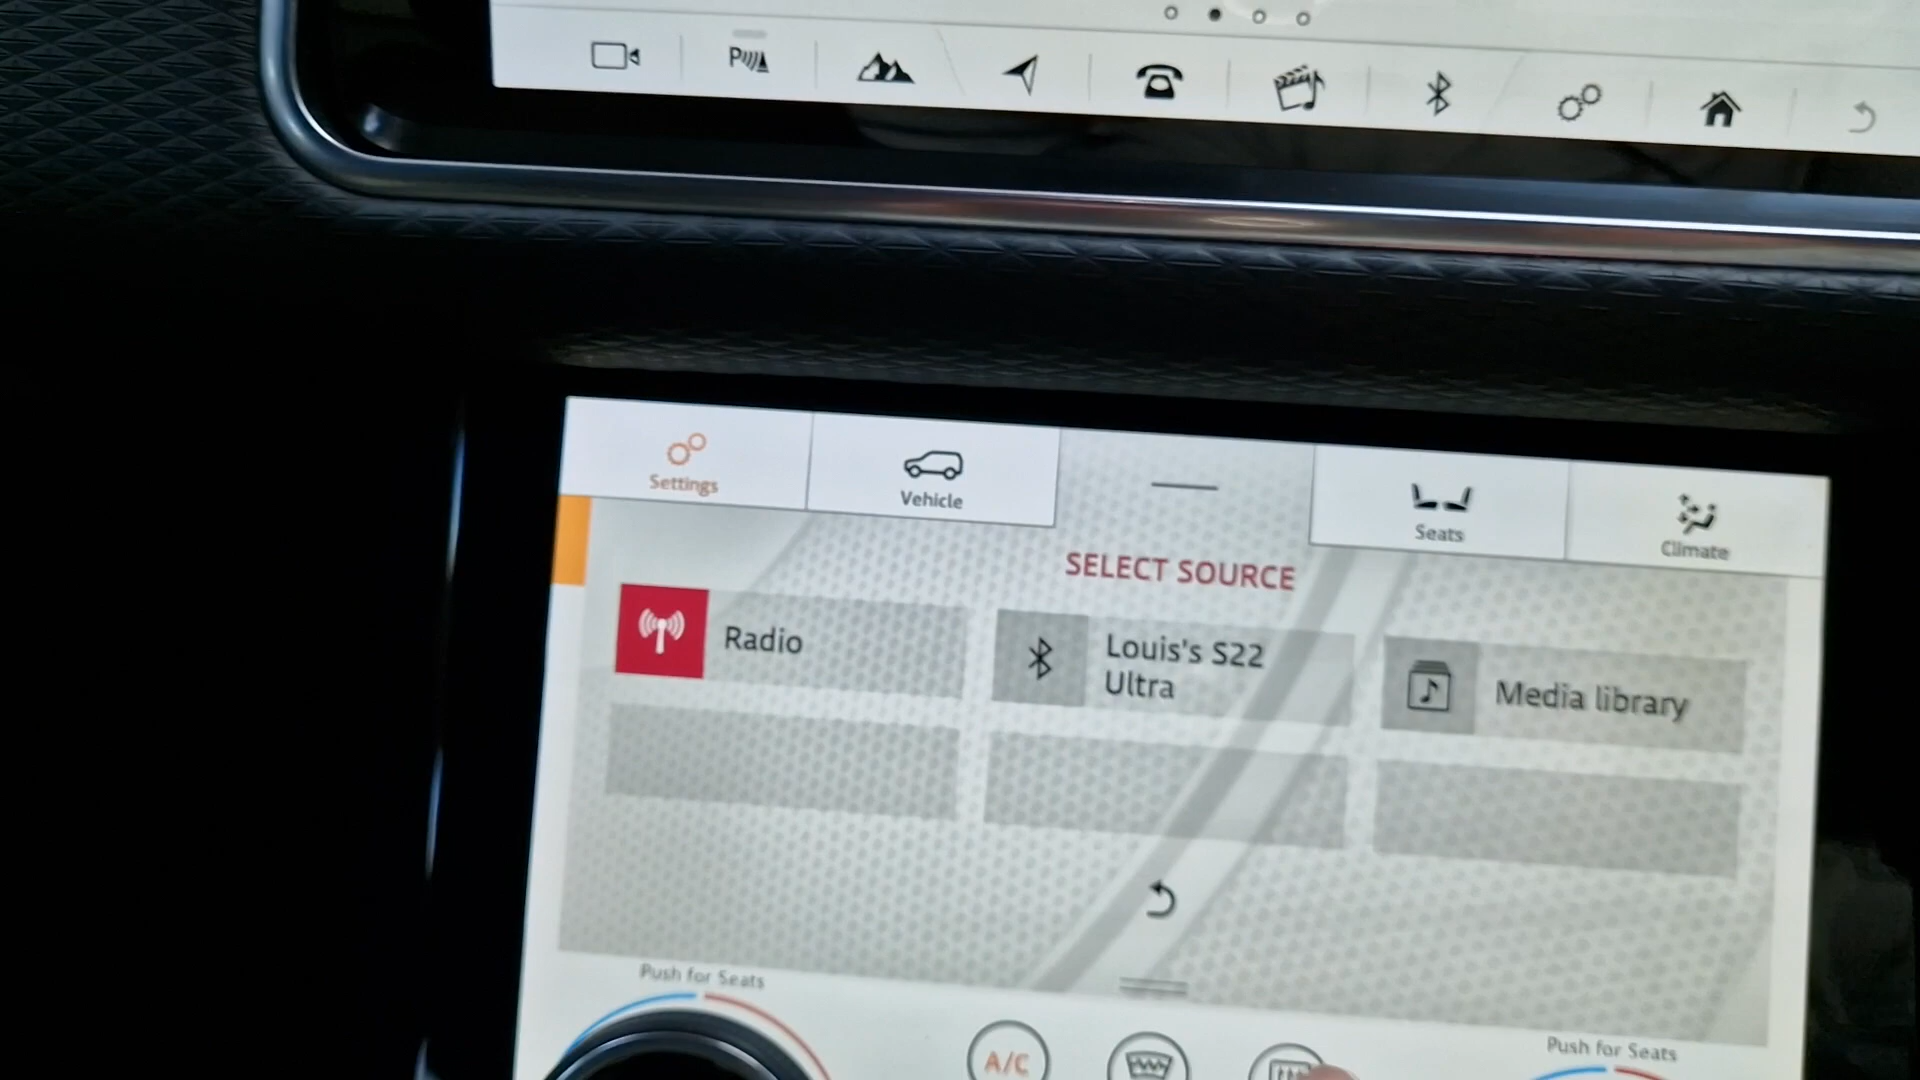 P
Settings
Vehicle
Seats
Climate
SELECT SOURCE
Radio
Louis's S22
Ultra
Media library
Push for Seats
A/C
Push for Seats